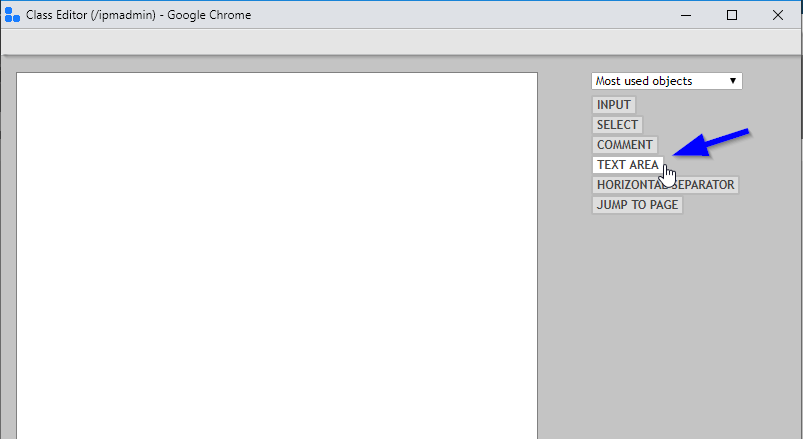 Class Editor (/ipmadmin) - Google Chrome
Most used objects
INPUT
SELECT
COMMENT
TEXT AREA
HORIZONTAL SEPARATOR
JUMP TO PAGE